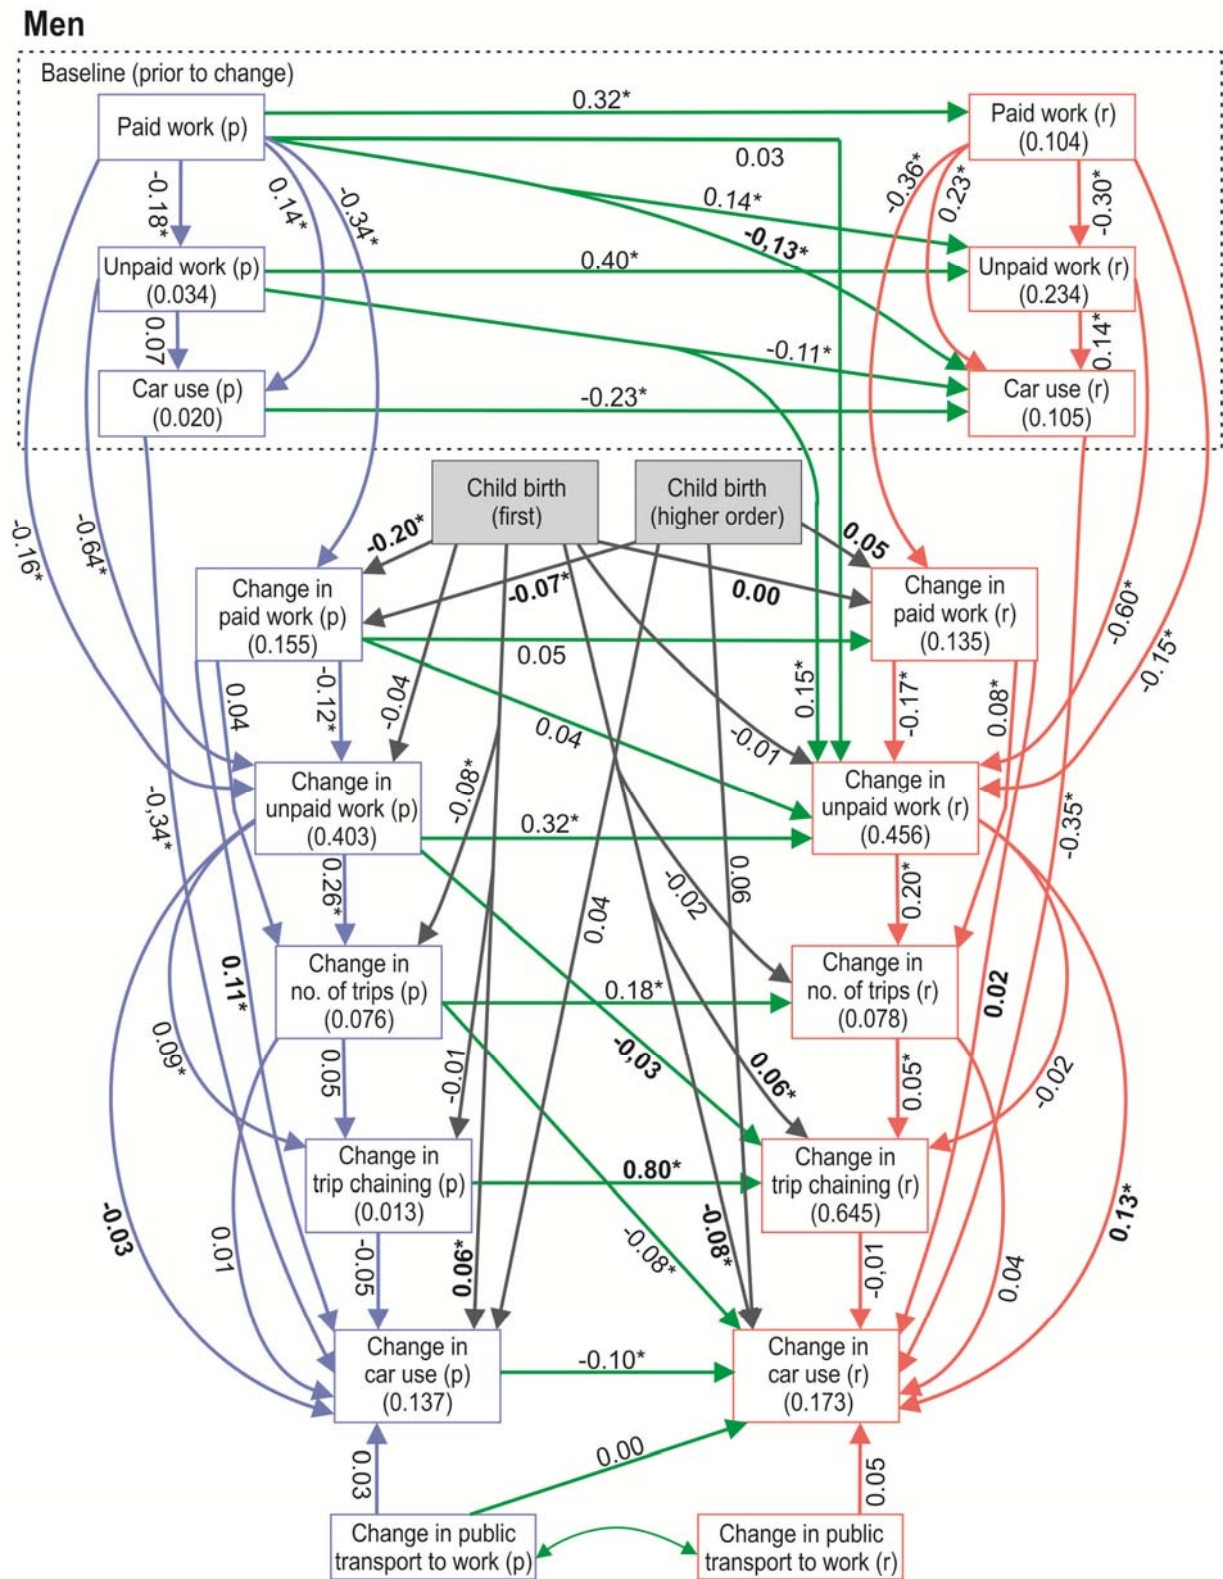 Men
Baseline (prior to change)
Paid work (p)
0.32*
Paid work (r)
(0.104)
0.03
-0.18*
0.14*
-0.34*
0.14*
-0,13*
-0.36*
0.23*
-0.30*
Unpaid work (p)
(0.034)
0.40*
Unpaid work (r)
(0.234)
0.07
-0.11*
0.14*
Car use (p)
(0.020)
-0.23*
Car use (r)
(0.105)
Child birth
(first)
Child birth
(higher order)
-0.16*
-0.64*
-0.20*
-0.07*
0.00
0.05
Change in
paid work (p)
(0.155)
Change in
paid work (r)
(0.135)
0.05
-0.60*
-0.15*
0.04
-0.12*
-0.04
0.04
0.15*
-0.01
-0.17*
0.08*
Change in
unpaid work (p)
(0.403)
-0.08*
Change in
unpaid work (r)
(0.456)
-0,34*
0.32*
-0.35*
0.26*
0.04
-0.02
0.06
0.20*
Change in
no. of trips (p)
(0.076)
Change in
no. of trips (r)
(0.078)
0.11*
0.18*
0.02
0.09*
0.05
-0.01
-0,03
0.06*
0.05*
-0.02
Change in
trip chaining (p)
(0.013)
0.80*
Change in
trip chaining (r)
(0.645)
-0.03
0.01
-0.05
0.06*
-0.08*
-0.08*
-0,01
0.04
0.13*
Change in
car use (p)
(0.137)
-0.10*
Change in
car use (r)
(0.173)
0.03
0.00
0.05
Change in public
transport to work (p)
Change in public
transport to work (r)